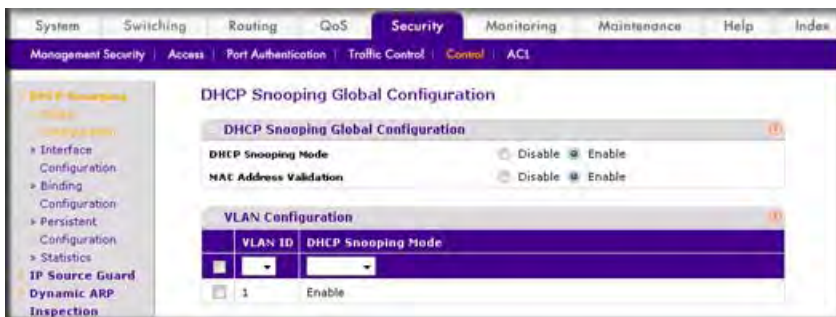 System Switching Routing QoS Security Monitoring Maintenance Help Index
Management Security Access Port Authentication Traffic Control Control ACL
DHCP Snooping
Configuration
» Interface
Configuration
» Binding
Configuration
» Persistent
Configuration
» Statistics
IP Source Guard
Dynamic ARP
Inspection
DHCP Snooping Global Configuration
DHCP Snooping Global Configuration
DHCP Snooping Mode Disable Enable
MAC Address Validation Disable Enable
VLAN Configuration
VLAN ID DHCP Snooping Mode
1 Enable